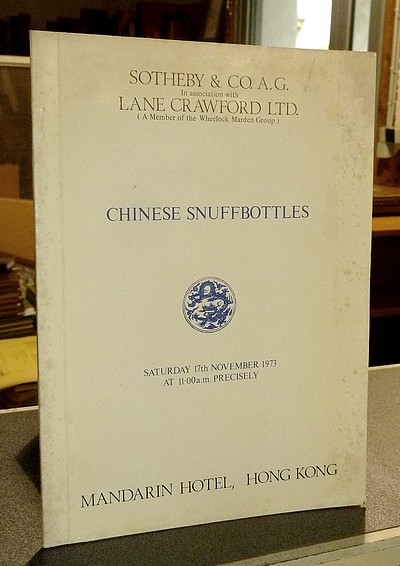 SOTHEBY & CO. A.G.
In association with
LANE CRAWFORD LTD.
( A Member of the Wheelock Marden Group )
CHINESE SNUFFBOTTLES
SATURDAY 17th NOVEMBER 1973
AT 11·00a.m. PRECISELY
MANDARIN HOTEL, HONG KONG